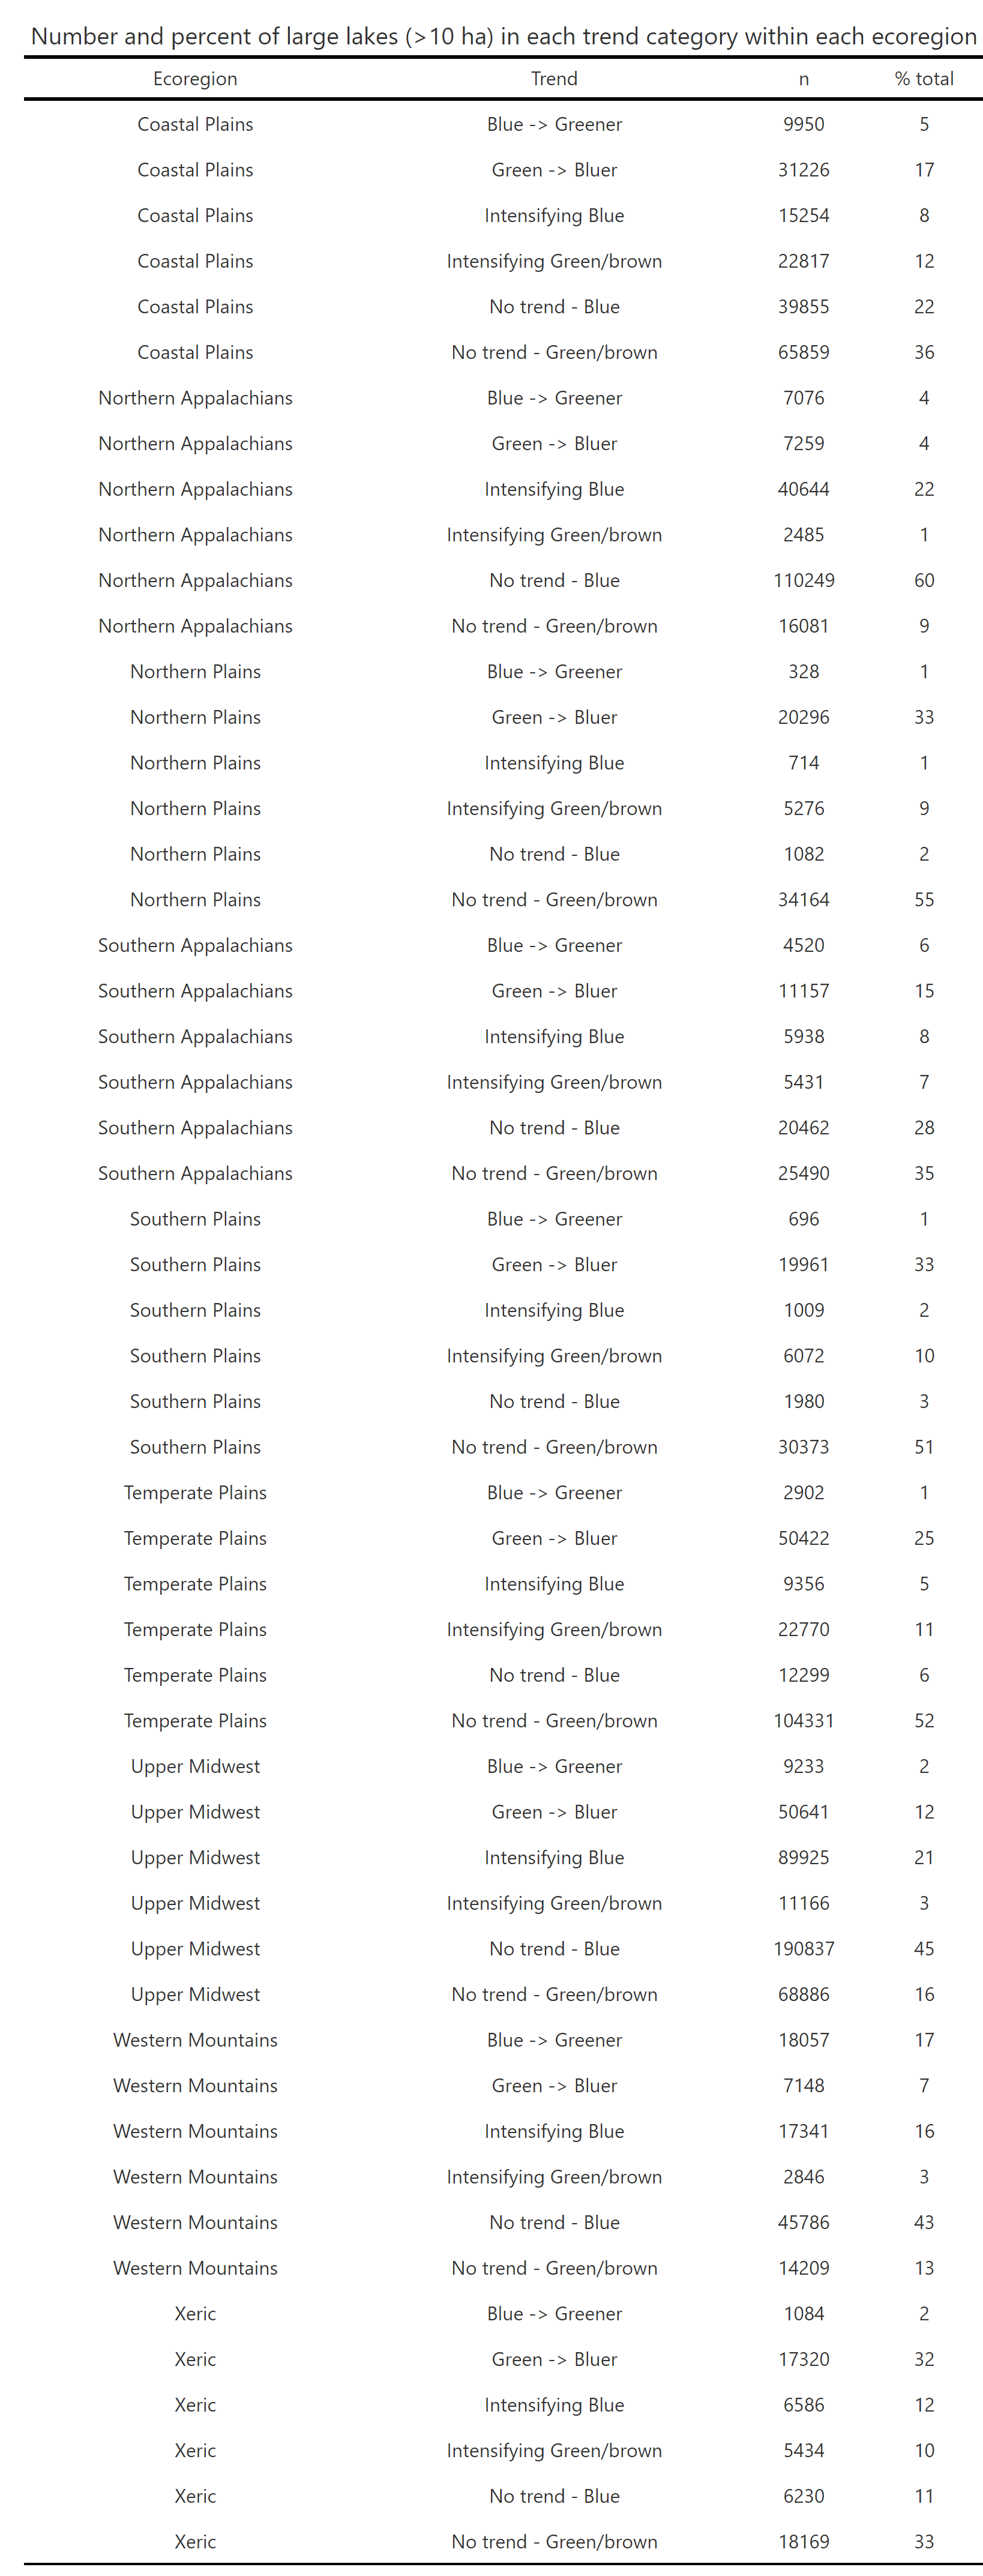 Number and percent of large lakes (>10 ha) in each trend category within each ecoregion
Ecoregion Trend n % total
Coastal Plains Blue -> Greener 9950 5
Coastal Plains Green -> Bluer 31226 17
Coastal Plains Intensifying Blue 15254 8
Coastal Plains Intensifying Green/brown 22817 12
Coastal Plains No trend - Blue 39855 22
Coastal Plains No trend - Green/brown 65859 36
Northern Appalachians Blue -> Greener 7076 4
Northern Appalachians Green -> Bluer 7259 4
Northern Appalachians Intensifying Blue 40644 22
Northern Appalachians Intensifying Green/brown 2485 1
Northern Appalachians No trend - Blue 110249 60
Northern Appalachians No trend - Green/brown 16081 9
Northern Plains Blue -> Greener 328 1
Northern Plains Green -> Bluer 20296 33
Northern Plains Intensifying Blue 714 1
Northern Plains Intensifying Green/brown 5276 9
Northern Plains No trend - Blue 1082 2
Northern Plains No trend - Green/brown 34164 55
Southern Appalachians Blue -> Greener 4520 6
Southern Appalachians Green -> Bluer 11157 15
Southern Appalachians Intensifying Blue 5938 8
Southern Appalachians Intensifying Green/brown 5431 7
Southern Appalachians No trend - Blue 20462 28
Southern Appalachians No trend - Green/brown 25490 35
Southern Plains Blue -> Greener 696 1
Southern Plains Green -> Bluer 19961 33
Southern Plains Intensifying Blue 1009 2
Southern Plains Intensifying Green/brown 6072 10
Southern Plains No trend - Blue 1980 3
Southern Plains No trend - Green/brown 30373 51
Temperate Plains Blue -> Greener 2902 1
Temperate Plains Green -> Bluer 50422 25
Temperate Plains Intensifying Blue 9356 5
Temperate Plains Intensifying Green/brown 22770 11
Temperate Plains No trend - Blue 12299 6
Temperate Plains No trend - Green/brown 104331 52
Upper Midwest Blue -> Greener 9233 2
Upper Midwest Green -> Bluer 50641 12
Upper Midwest Intensifying Blue 89925 21
Upper Midwest Intensifying Green/brown 11166 3
Upper Midwest No trend - Blue 190837 45
Upper Midwest No trend - Green/brown 68886 16
Western Mountains Blue -> Greener 18057 17
Western Mountains Green -> Bluer 7148 7
Western Mountains Intensifying Blue 17341 16
Western Mountains Intensifying Green/brown 2846 3
Western Mountains No trend - Blue 45786 43
Western Mountains No trend - Green/brown 14209 13
Xeric Blue -> Greener 1084 2
Xeric Green -> Bluer 17320 32
Xeric Intensifying Blue 6586 12
Xeric Intensifying Green/brown 5434 10
Xeric No trend - Blue 6230 11
Xeric No trend - Green/brown 18169 33